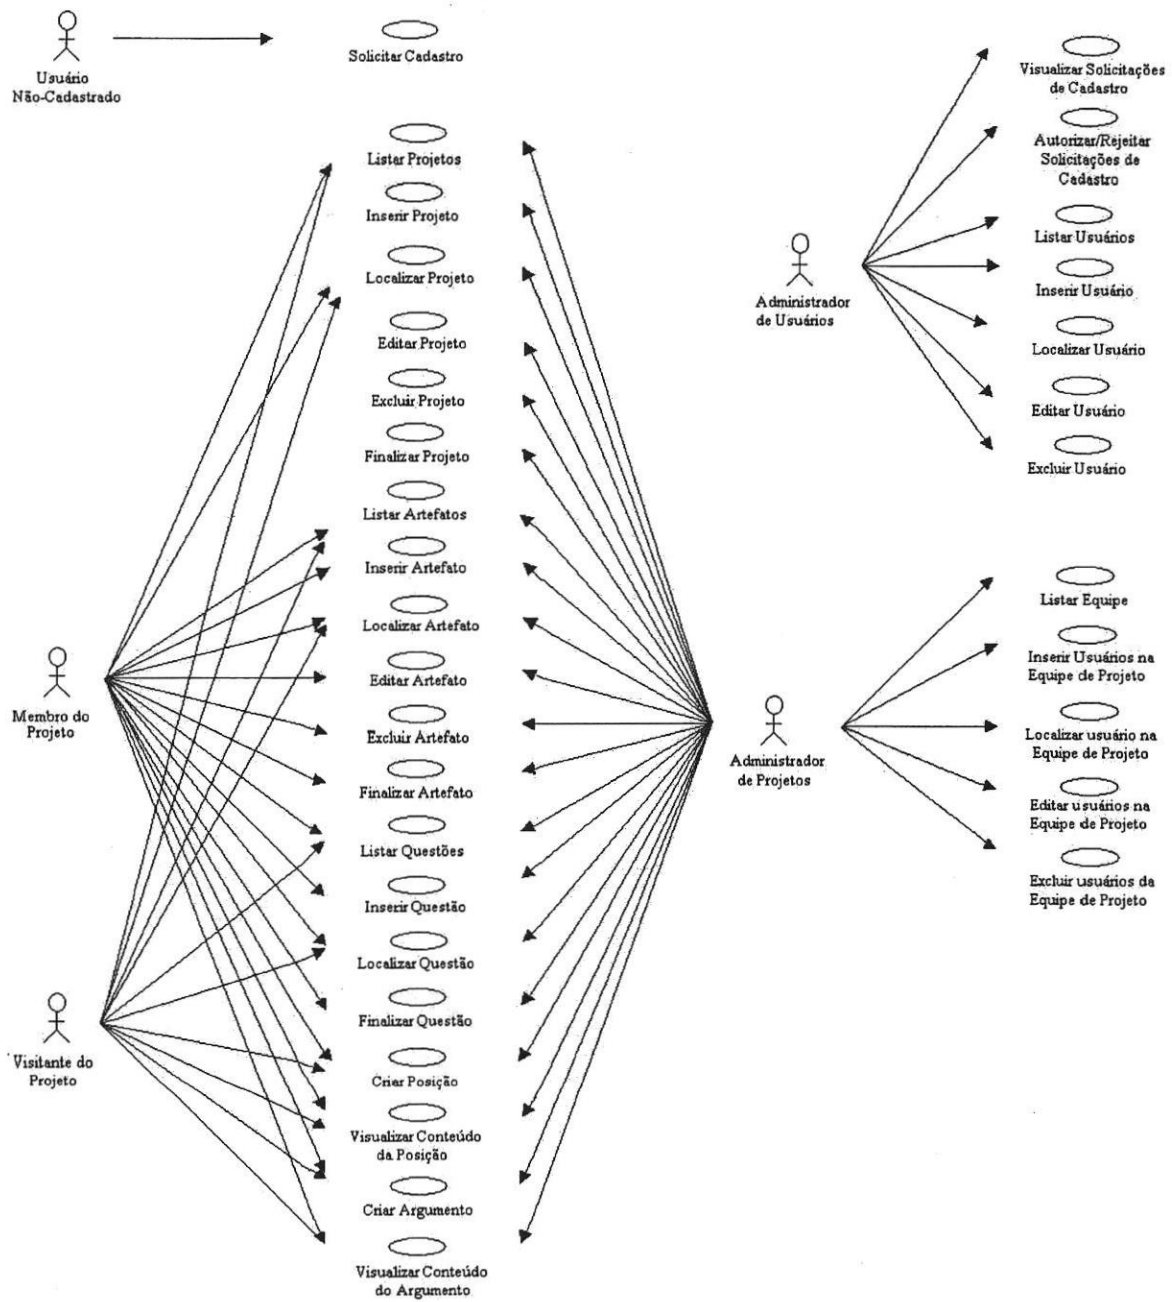 Usuário
Não-Cadastrado
Solicitar Cadastro
Listar Projetos
Inserir Projeto
Localizar Projeto
Editar Projeto
Excluir Projeto
Finalizar Projeto
Listar Artefatos
Inserir Artefato
Localizar Artefato
Editar Artefato
Excluir Artefato
Finalizar Artefato
Listar Questões
Inserir Questão
Localizar Questão
Finalizar Questão
Criar Posição
Visualizar Conteúdo
da Posição
Criar Argumento
Visualizar Conteúdo
do Argumento
Membro do
Projeto
Visitante do
Projeto
Administrador
de Usuários
Visualizar Solicitações
de Cadastro
Autorizar/Rejeitar
Solicitações de
Cadastro
Listar Usuários
Inserir Usuário
Localizar Usuário
Editar Usuário
Excluir Usuário
Administrador
de Projetos
Listar Equipe
Inserir Usuários na
Equipe de Projeto
Localizar usuário na
Equipe de Projeto
Editar usuários na
Equipe de Projeto
Excluir usuários da
Equipe de Projeto